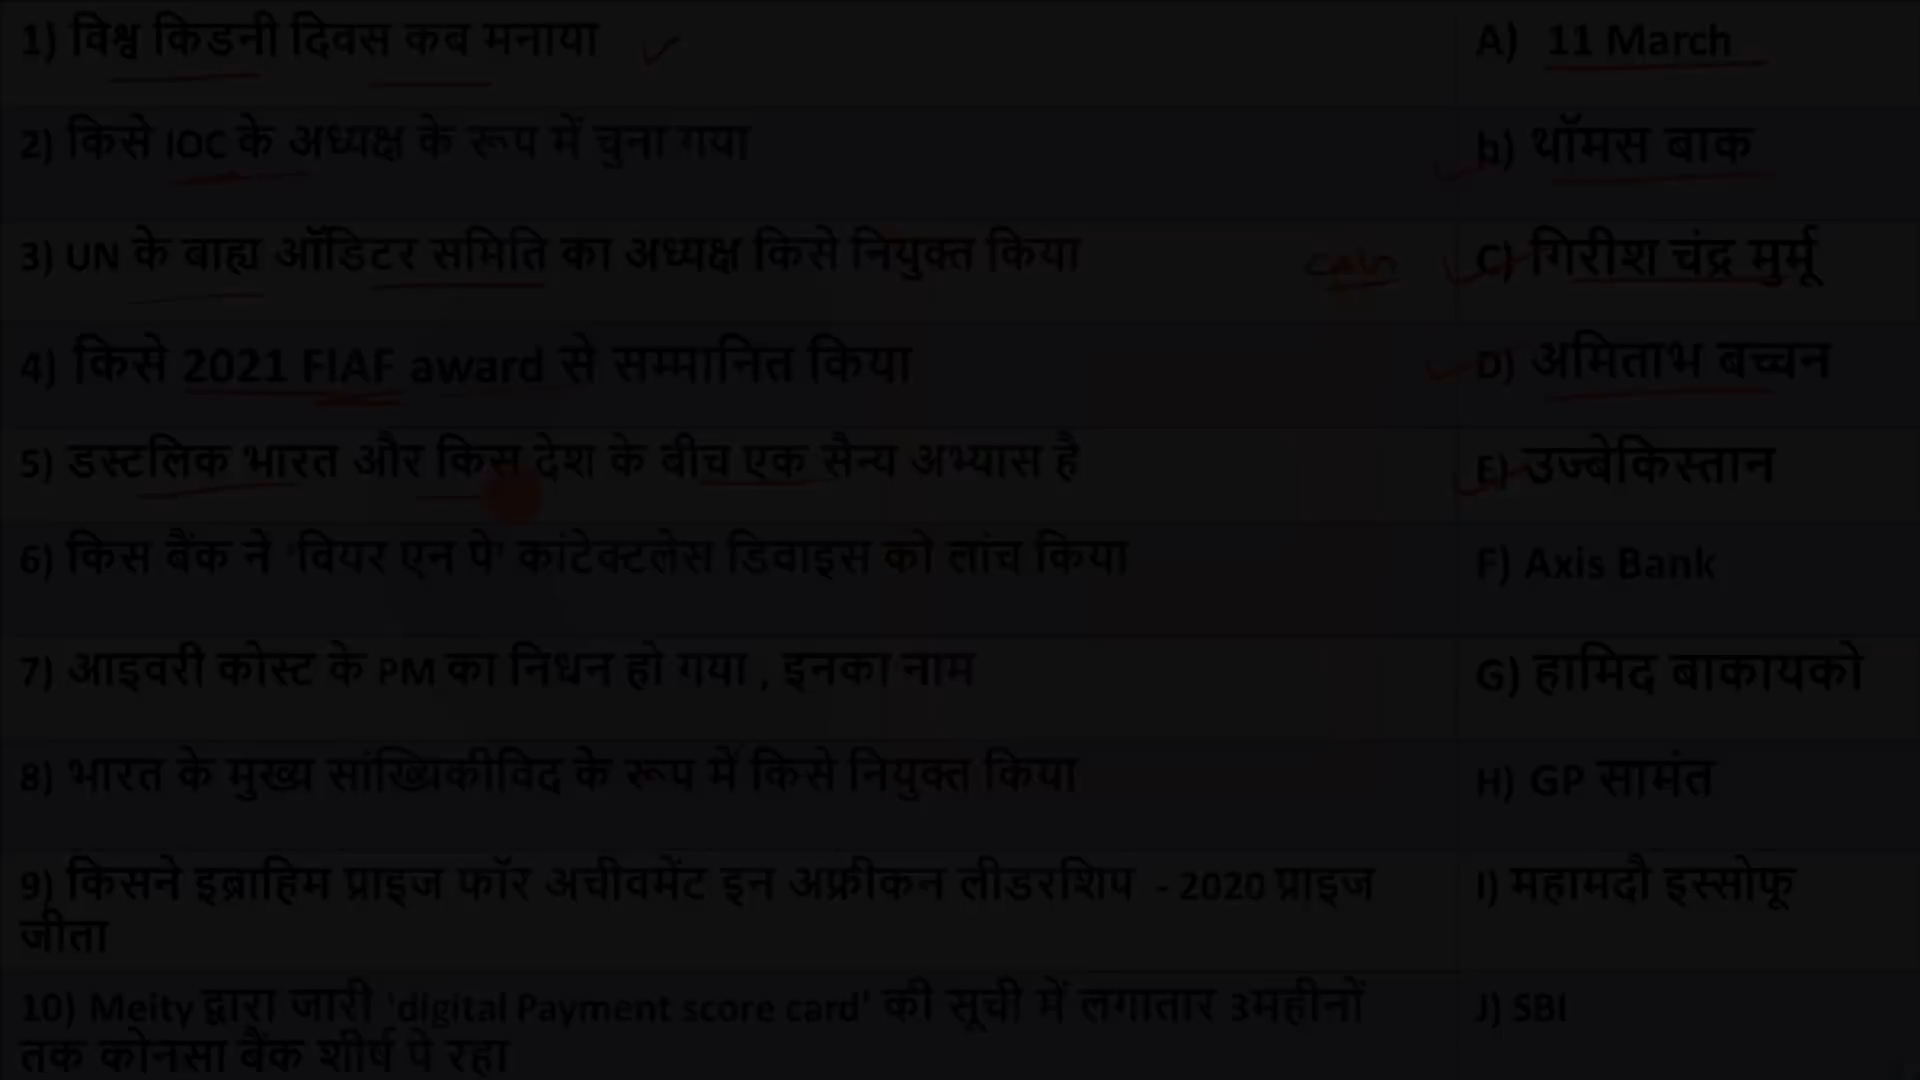 1) विश्व किडनी दिवस कब मनाया A) 11 March
2) किसे IOC के अध्यक्ष के रूप में चुना गया b) थॉमस बाक
3) UN के बाह्य ऑडिटर समिति का अध्यक्ष किसे नियुक्त किया C) गिरीश चंद्र मुर्मू
4) किसे 2021 FIAF award से सम्मानित किया D) अमिताभ बच्चन
5) डस्टलिक भारत और किस देश के बीच एक सैन्य अभ्यास है E) उज्बेकिस्तान
6) किस बैंक ने 'वियर एन पे' कांटेक्टलेस डिवाइस को लांच किया F) Axis Bank
7) आइवरी कोस्ट के PM का निधन हो गया , इनका नाम G) हामिद बाकायको
8) भारत के मुख्य सांख्यिकीविद के रूप में किसे नियुक्त किया H) GP सामंत
9) किसने इब्राहिम प्राइज फॉर अचीवमेंट इन अफ्रीकन लीडरशिप - 2020 प्राइज I) महामदौ इस्सोफू
जीता
10) Meity द्वारा जारी 'digital Payment score card' की सूची में लगातार 3महीनों J) SBI
तक कोनसा बैंक शीर्ष पे रहा